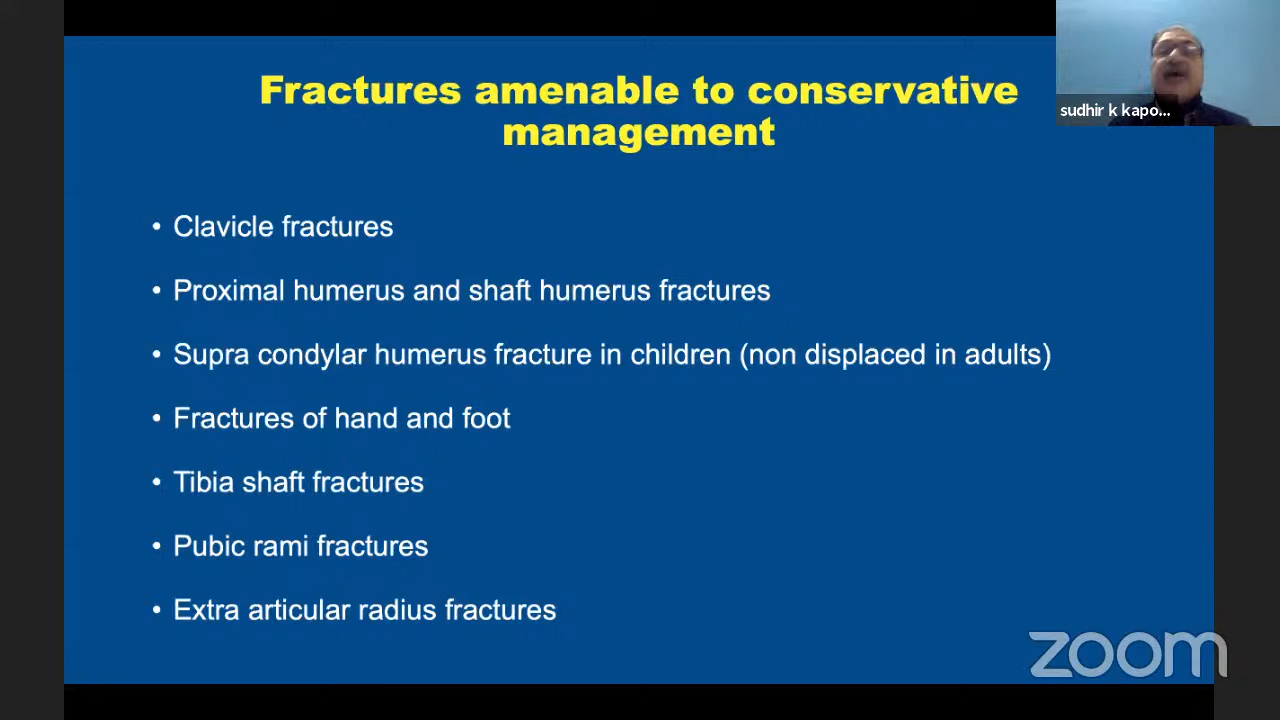 Fractures amenable to conservative
management
sudhir k kapo...
• Clavicle fractures
• Proximal humerus and shaft humerus fractures
• Supra condylar humerus fracture in children (non displaced in adults)
• Fractures of hand and foot
• Tibia shaft fractures
• Pubic rami fractures
• Extra articular radius fractures
zoom